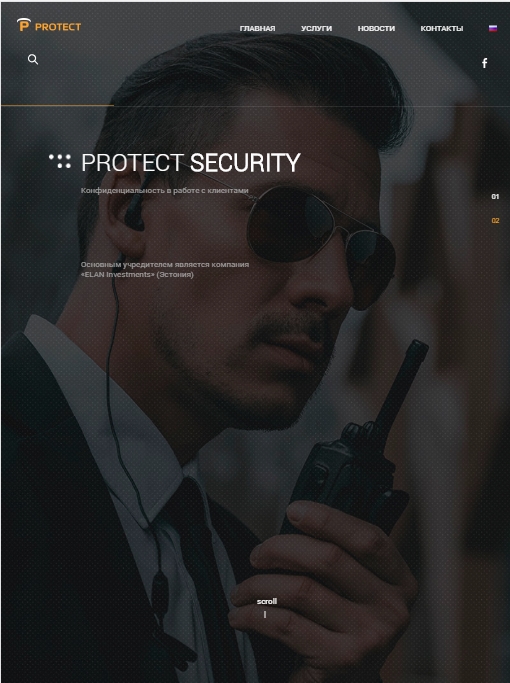 PROTECT
ГЛАВНАЯ УСЛУГИ НОВОСТИ КОНТАКТЫ
PROTECT SECURITY
Конфиденциальность в работе с клиентами
01
02
Основным учредителем является компания
«ELAN Investments» (Эстония)
scroll